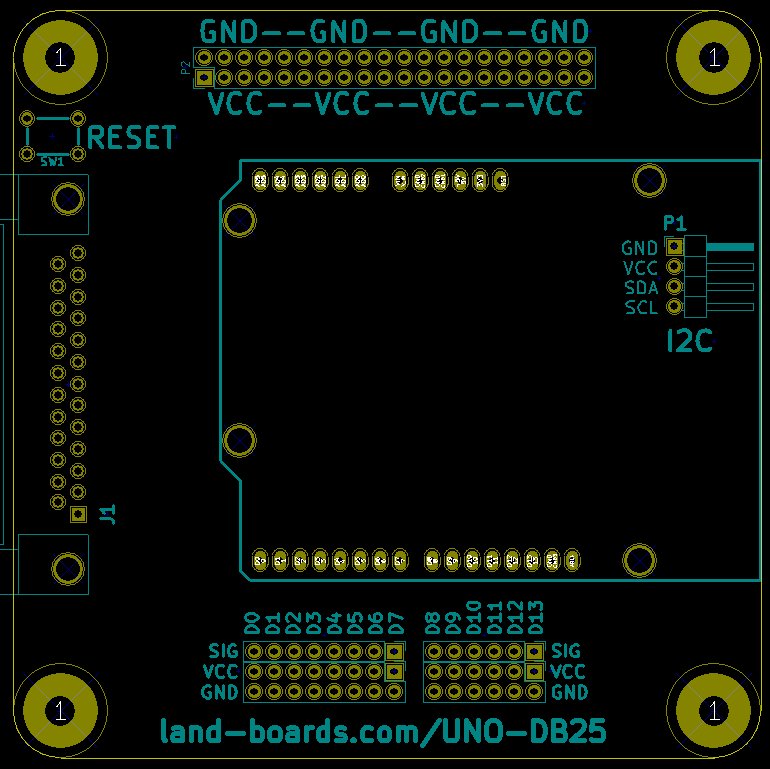 GND--GND--GND--GND
1
1
P2
VCC--VCC--VCC--VCC
RESET
SW1
P1
GND
VCC
SDA
SCL
I2C
J1
D0 D1 D2 D3 D4 D5 D6 D7 D8 D9 D10 D11 D12 D13
SIG SIG
VCC VCC
GND GND
1
1
land-boards.com/UNO-DB25